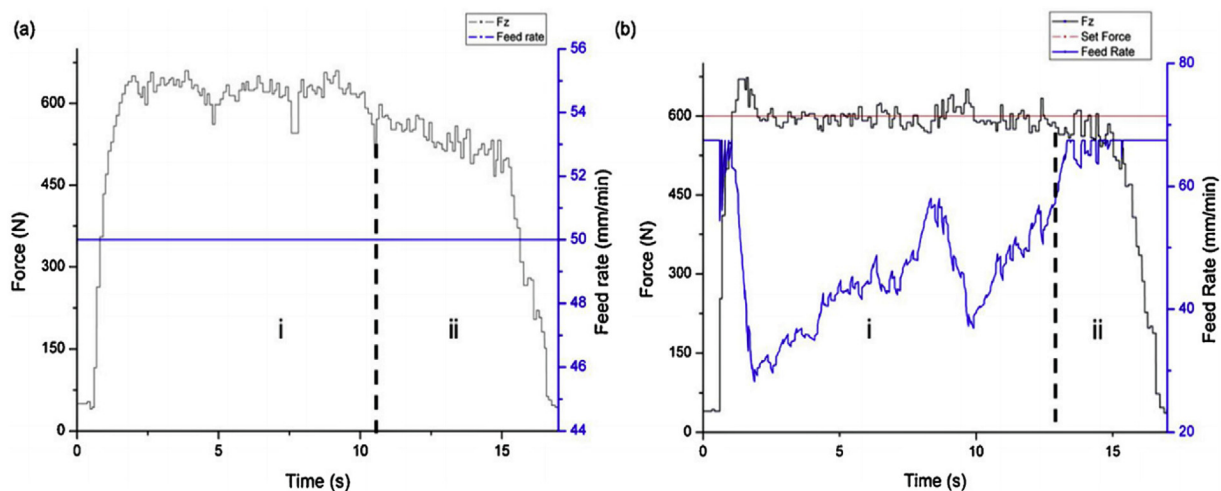 (a)
Fz
Feed rate
Force (N)
600
450
300
150
0
i
ii
56
54
52
50
48
46
44
Feed rate (mm/min)
0
5
10
15
Time (s)
(b)
Fz
Set Force
Feed Rate
Force (N)
600
450
300
150
0
i
ii
80
60
40
20
Feed Rate (mm/min)
0
5
10
15
Time (s)